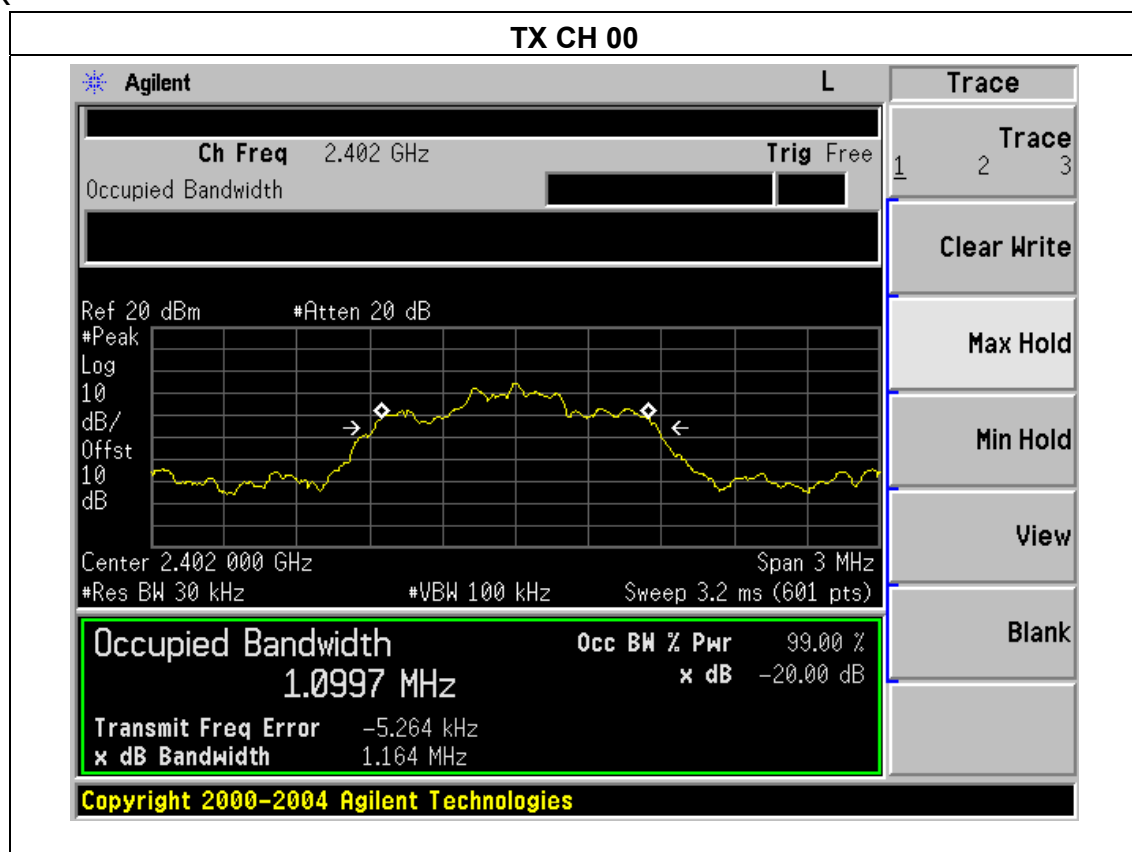 TX CH 00
Agilent L Trace
Ch Freq 2.402 GHz Trig Free
Occupied Bandwidth
Trace
1 2 3
Clear Write
Max Hold
Min Hold
View
Blank
Ref 20 dBm #Atten 20 dB
#Peak
Log
10
dB/
Offst
10
dB
Center 2.402 000 GHz Span 3 MHz
#Res BW 30 kHz #VBW 100 kHz Sweep 3.2 ms (601 pts)
Occupied Bandwidth Occ BW % Pwr 99.00 %
1.0997 MHz x dB -20.00 dB
Transmit Freq Error -5.264 kHz
x dB Bandwidth 1.164 MHz
Copyright 2000-2004 Agilent Technologies